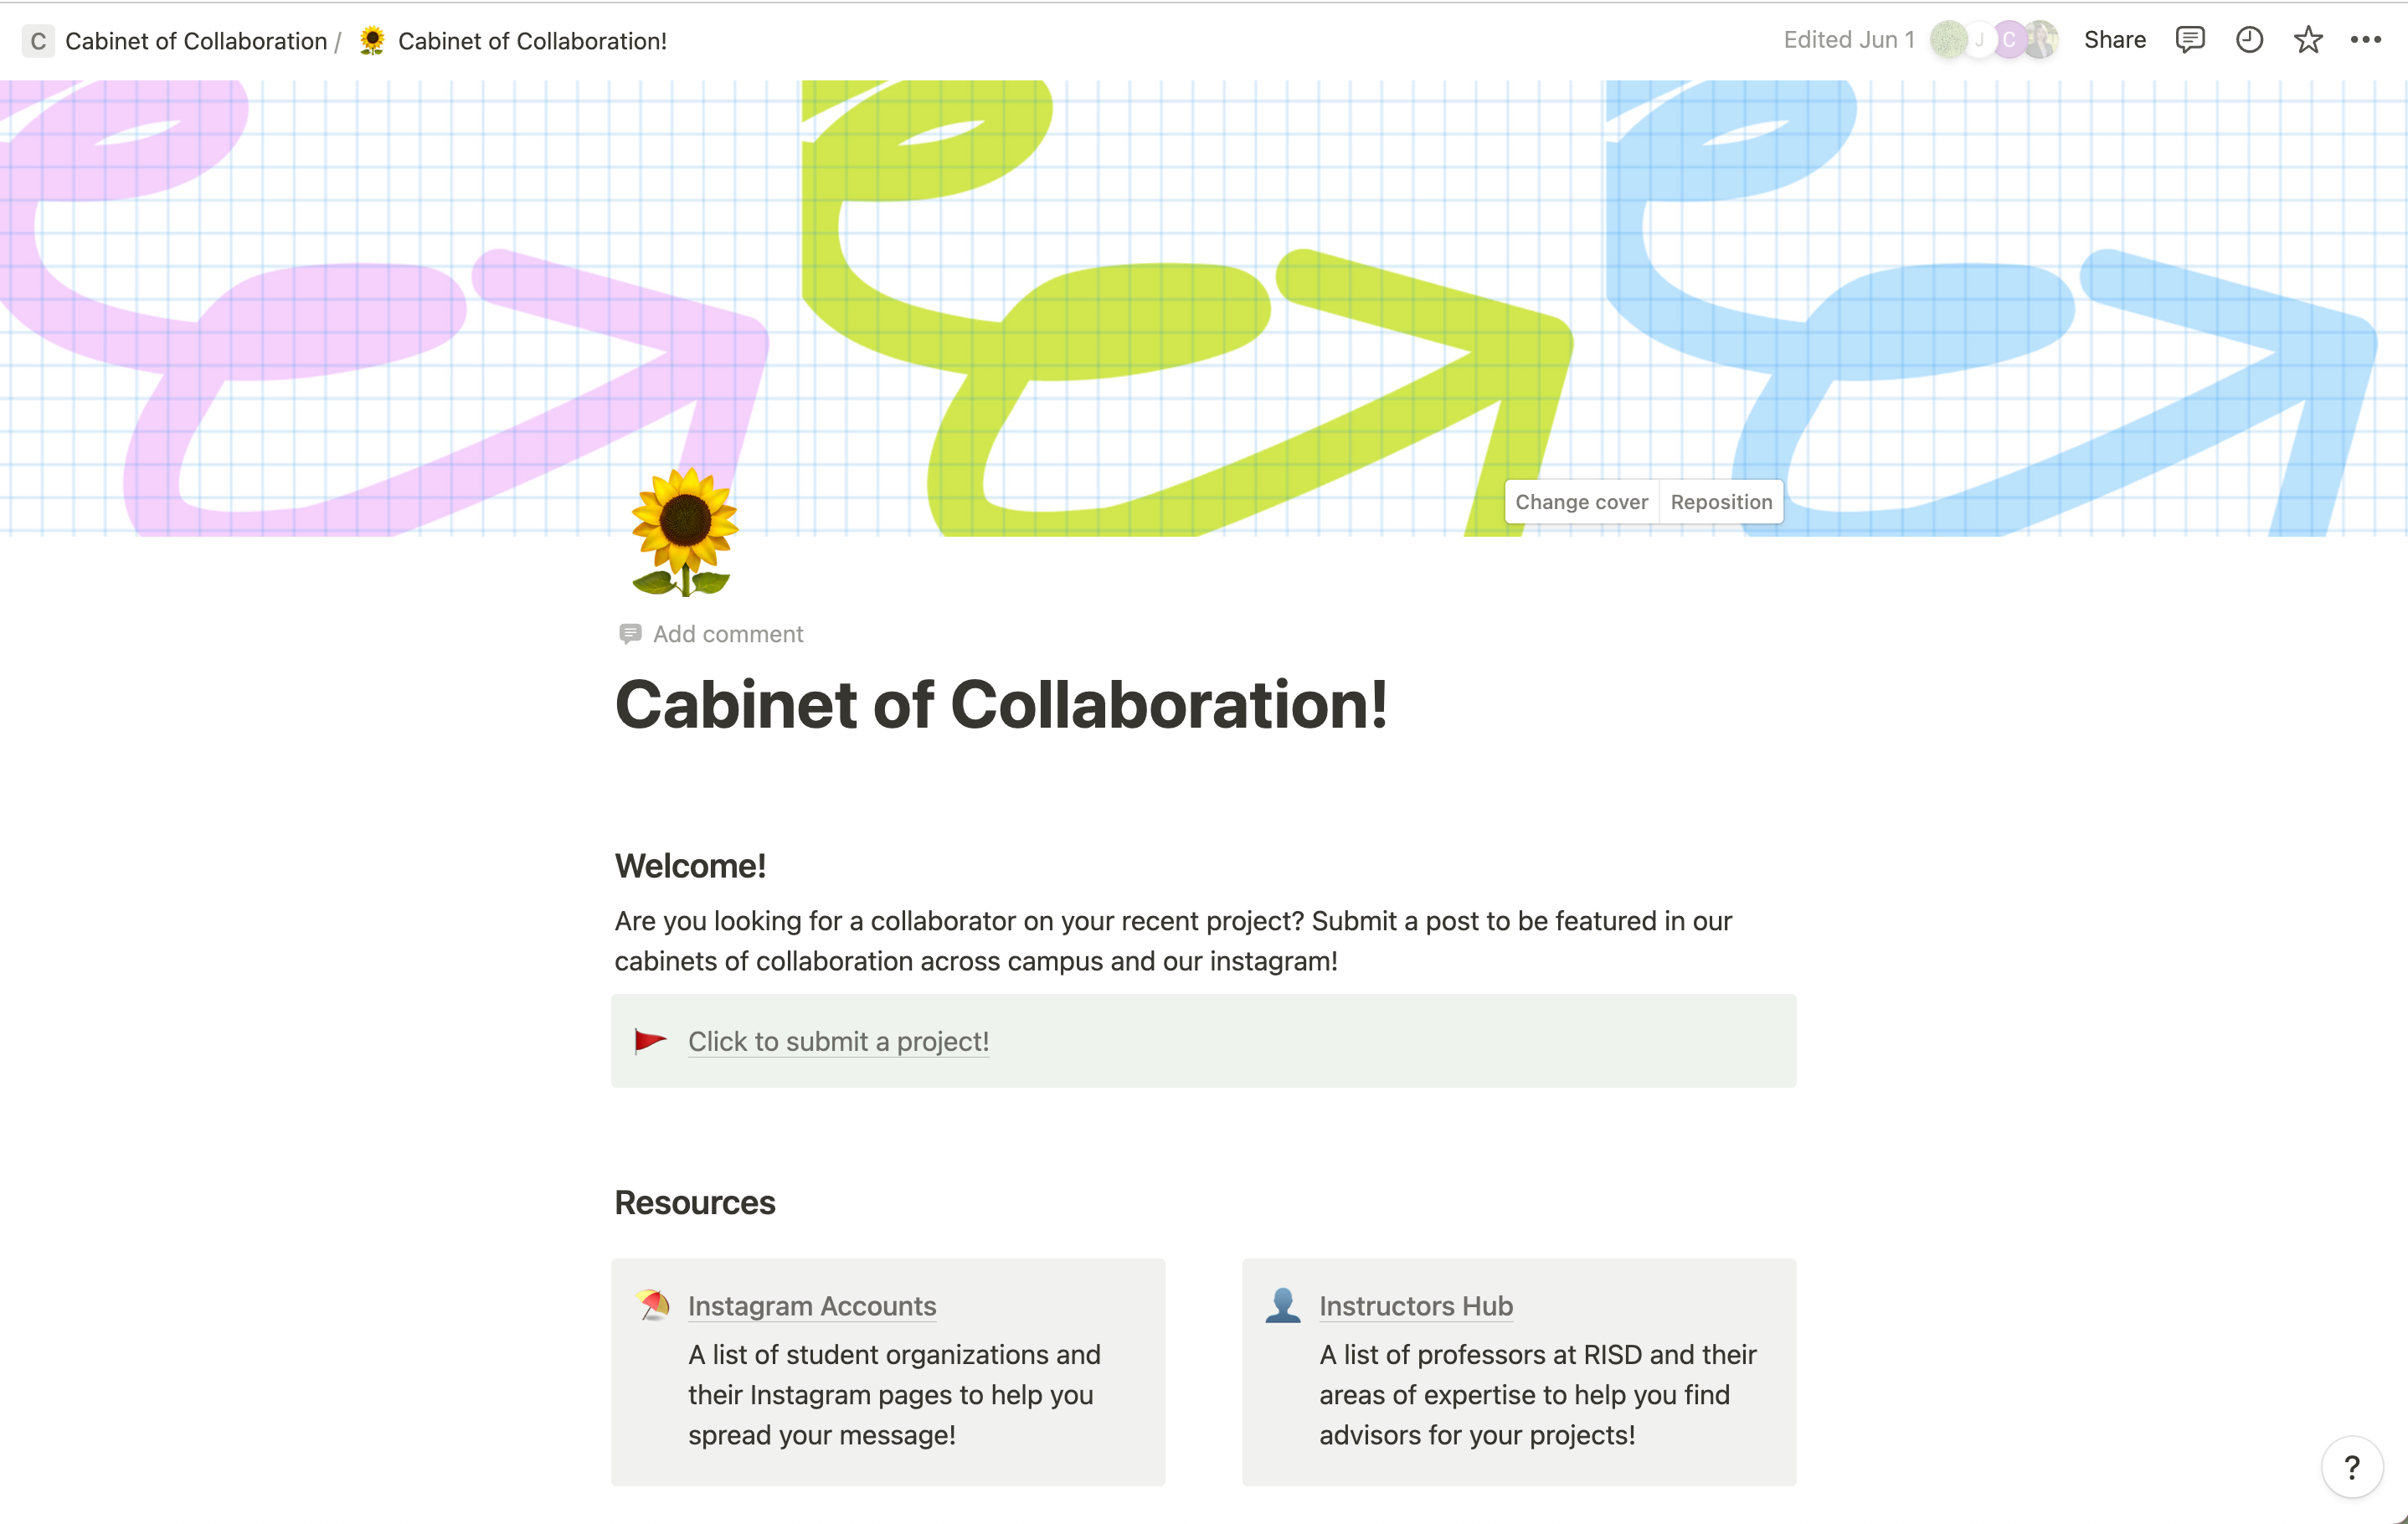 C Cabinet of Collaboration / Cabinet of Collaboration!
Edited Jun 1 J C Share
Change cover Reposition
Add comment
Cabinet of Collaboration!
Welcome!
Are you looking for a collaborator on your recent project? Submit a post to be featured in our
cabinets of collaboration across campus and our instagram!
Click to submit a project!
Resources
Instagram Accounts
A list of student organizations and
their Instagram pages to help you
spread your message!
Instructors Hub
A list of professors at RISD and their
areas of expertise to help you find
advisors for your projects!
?